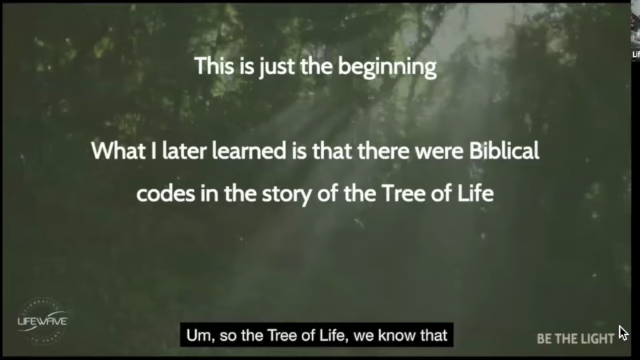 This is just the beginning
What I later learned is that there were Biblical
codes in the story of the Tree of Life
LIFEWAVE
Um, so the Tree of Life, we know that
BE THE LIGHT